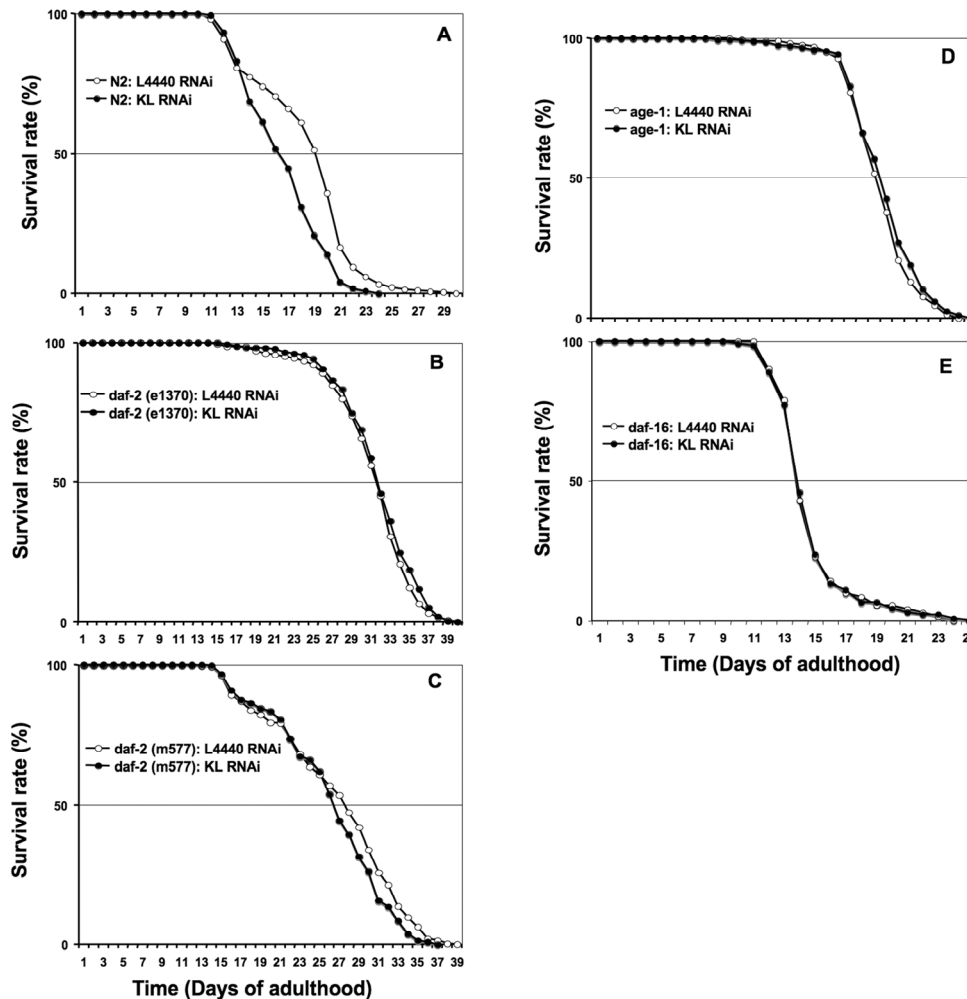 A
N2: L4440 RNAi
N2: KL RNAi
Survival rate (%)
100
50
0
1 3 5 7 9 11 13 15 17 19 21 23 25 27 29
B
daf-2 (e1370): L4440 RNAi
daf-2 (e1370): KL RNAi
Survival rate (%)
100
50
0
1 3 5 7 9 11 13 15 17 19 21 23 25 27 29 31 33 35 37 39
C
daf-2 (m577): L4440 RNAi
daf-2 (m577): KL RNAi
Survival rate (%)
100
50
0
1 3 5 7 9 11 13 15 17 19 21 23 25 27 29 31 33 35 37 39
Time (Days of adulthood)
D
age-1: L4440 RNAi
age-1: KL RNAi
Survival rate (%)
100
50
0
E
daf-16: L4440 RNAi
daf-16: KL RNAi
Survival rate (%)
100
50
0
1 3 5 7 9 11 13 15 17 19 21 23
Time (Days of adulthood)